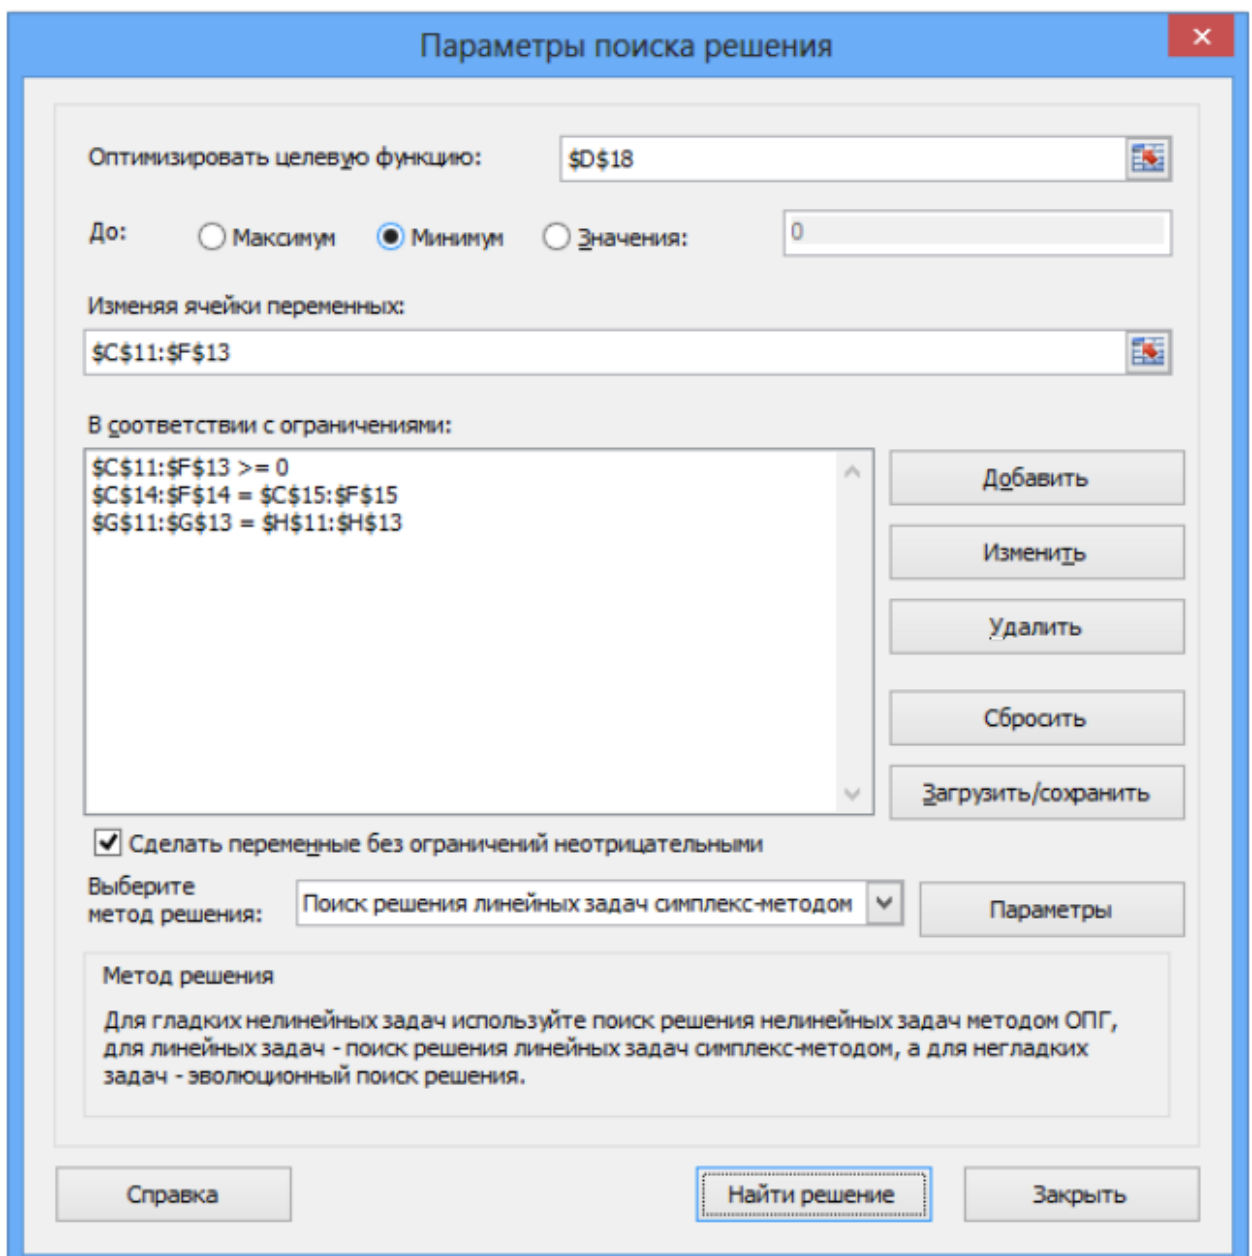 Параметры поиска решения
Оптимизировать целевую функцию: $D$18
До: Максимум Минимум Значения: 0
Изменяя ячейки переменных:
$C$11:$F$13
В соответствии с ограничениями:
$C$11:$F$13 >= 0
$C$14:$F$14 = $C$15:$F$15
$G$11:$G$13 = $H$11:$H$13
Добавить
Изменить
Удалить
Сбросить
Загрузить/сохранить
Сделать переменные без ограничений неотрицательными
Выберите
метод решения: Поиск решения линейных задач симплекс-методом Параметры
Метод решения
Для гладких нелинейных задач используйте поиск решения нелинейных задач методом ОПГ,
для линейных задач - поиск решения линейных задач симплекс-методом, а для негладких
задач - эволюционный поиск решения.
Справка Найти решение Закрыть